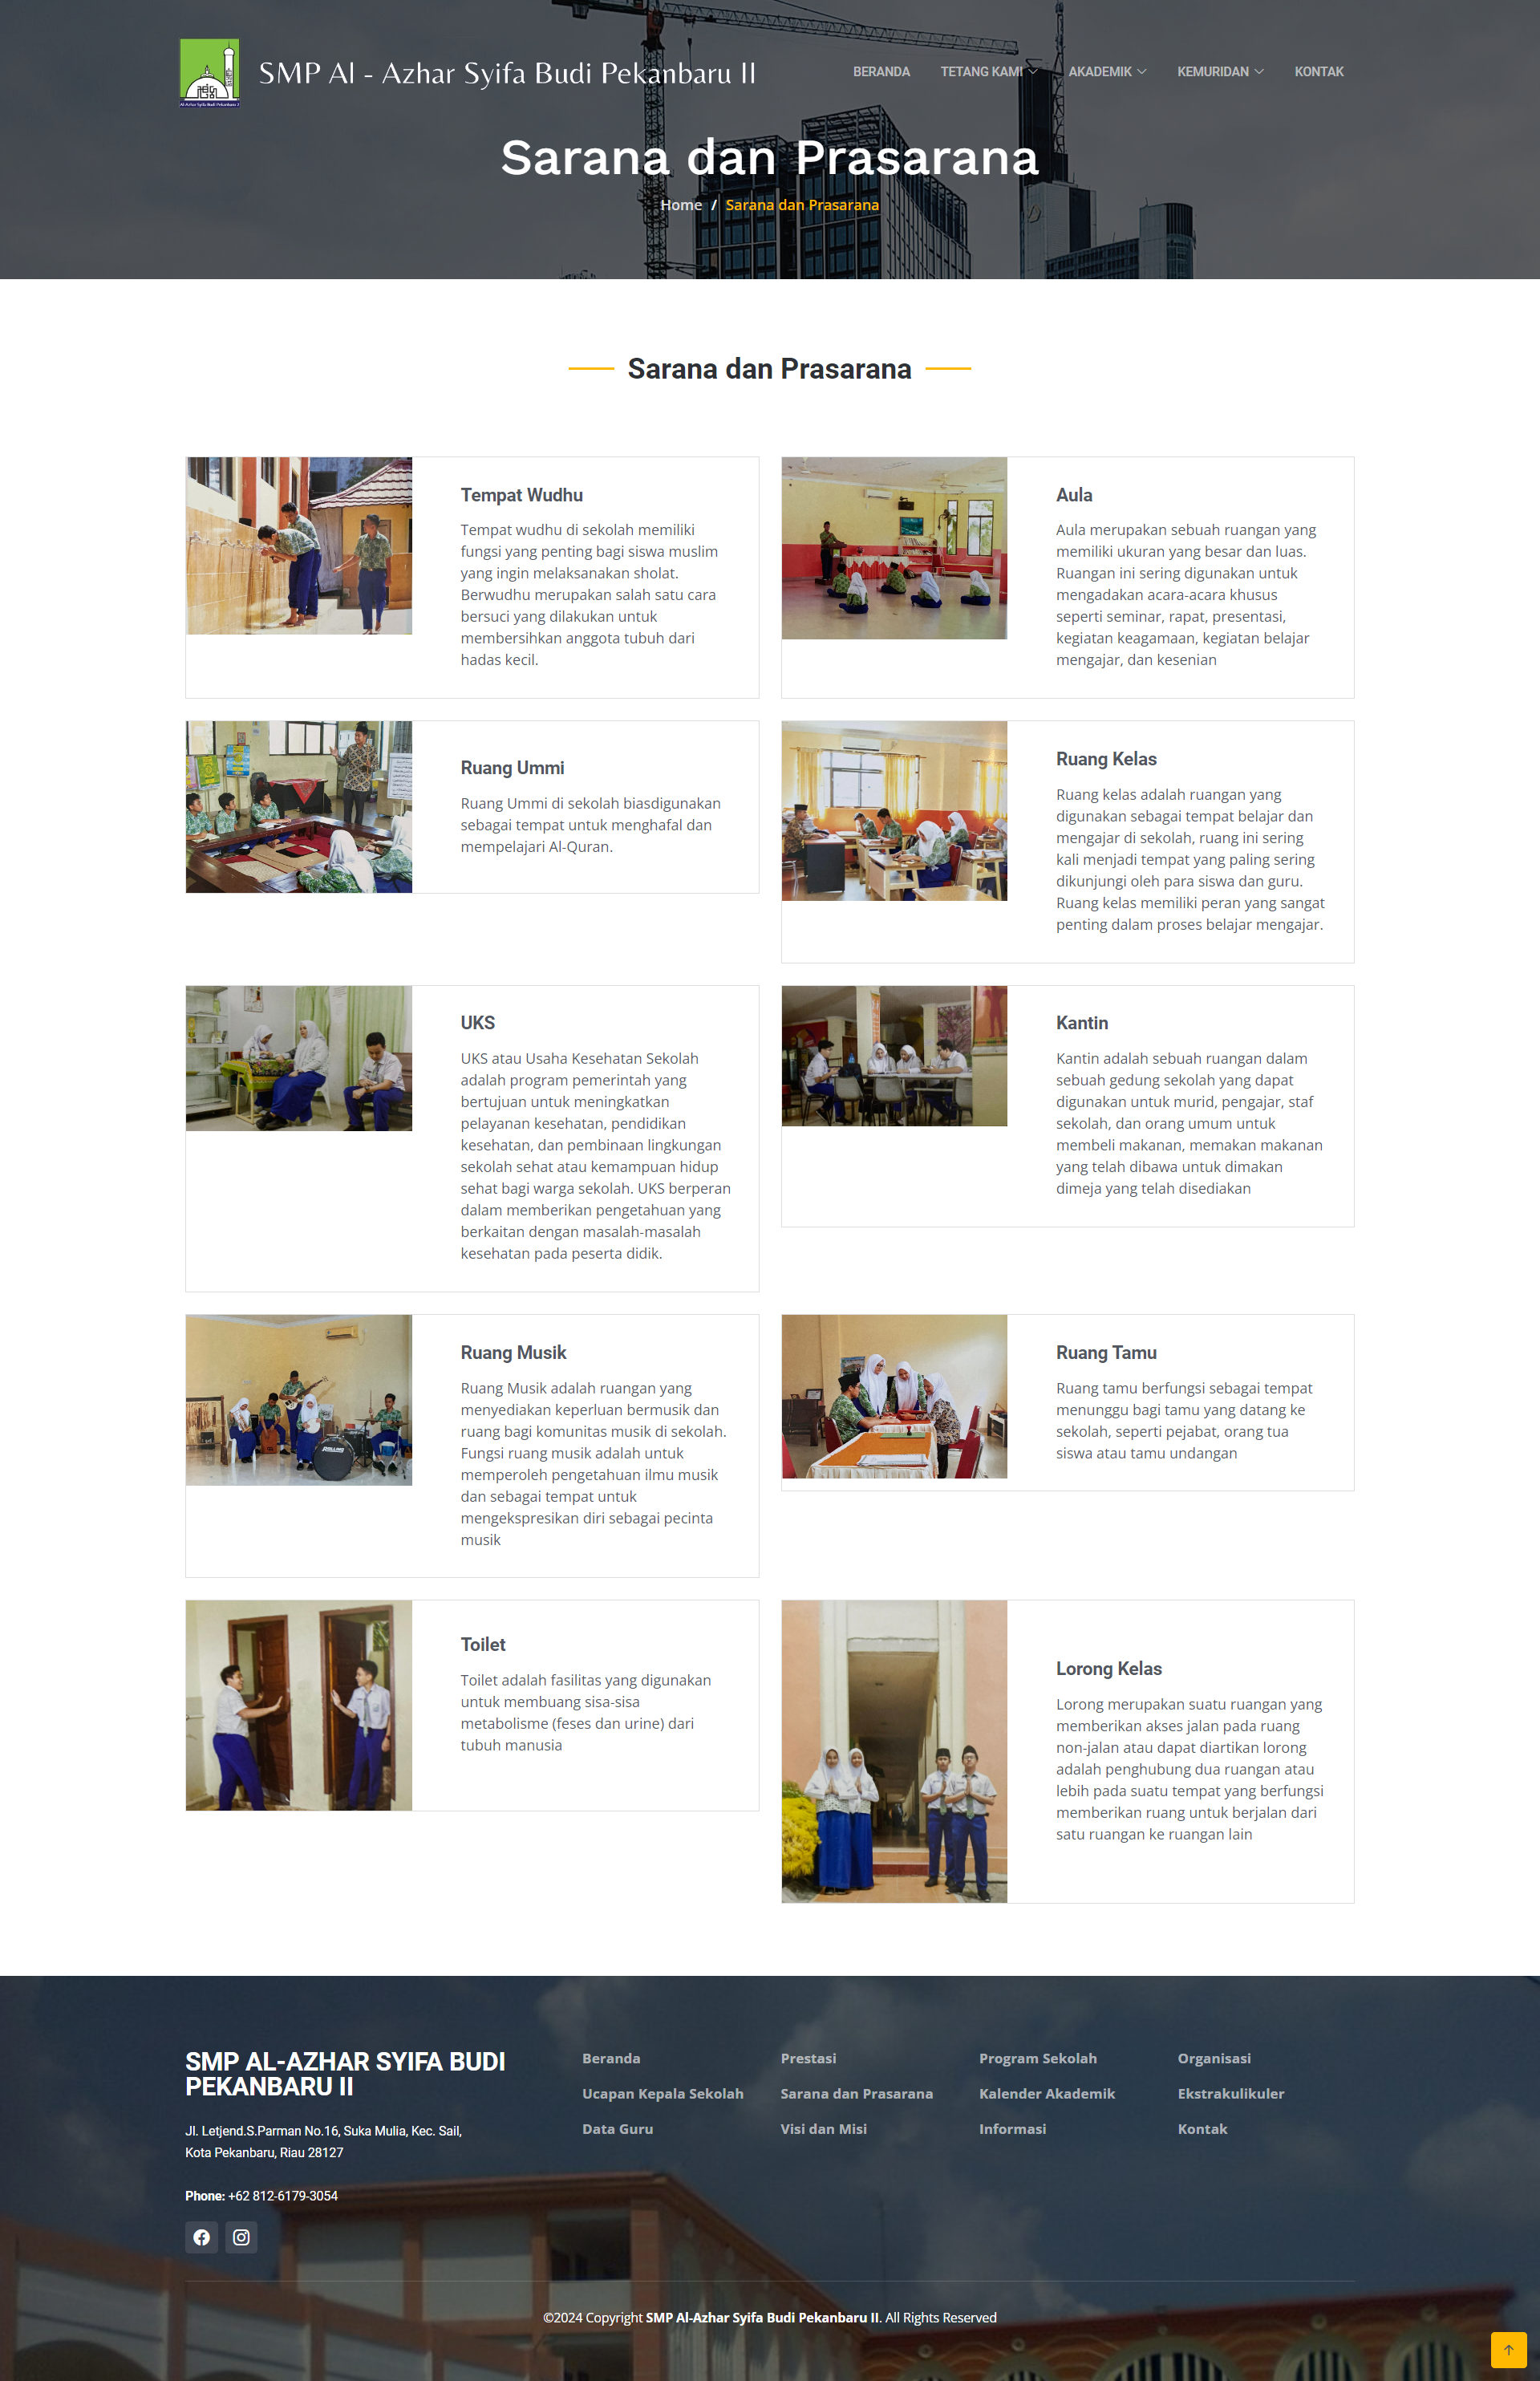 SMP Al - Azhar Syifa Budi Pekanbaru II
BERANDA
TETANG KAMI
AKADEMIK
KEMURIDAN
KONTAK
Al-Azhar Syifa Budi Pekanbaru II
Sarana dan Prasarana
Home / Sarana dan Prasarana
Sarana dan Prasarana
Tempat Wudhu
Tempat wudhu di sekolah memiliki
fungsi yang penting bagi siswa muslim
yang ingin melaksanakan sholat.
Berwudhu merupakan salah satu cara
bersuci yang dilakukan untuk
membersihkan anggota tubuh dari
hadas kecil.
Aula
Aula merupakan sebuah ruangan yang
memiliki ukuran yang besar dan luas.
Ruangan ini sering digunakan untuk
mengadakan acara-acara khusus
seperti seminar, rapat, presentasi,
kegiatan keagamaan, kegiatan belajar
mengajar, dan kesenian
Ruang Ummi
Ruang Ummi di sekolah biasdigunakan
sebagai tempat untuk menghafal dan
mempelajari Al-Quran.
Ruang Kelas
Ruang kelas adalah ruangan yang
digunakan sebagai tempat belajar dan
mengajar di sekolah, ruang ini sering
kali menjadi tempat yang paling sering
dikunjungi oleh para siswa dan guru.
Ruang kelas memiliki peran yang sangat
penting dalam proses belajar mengajar.
UKS
UKS atau Usaha Kesehatan Sekolah
adalah program pemerintah yang
bertujuan untuk meningkatkan
pelayanan kesehatan, pendidikan
kesehatan, dan pembinaan lingkungan
sekolah sehat atau kemampuan hidup
sehat bagi warga sekolah. UKS berperan
dalam memberikan pengetahuan yang
berkaitan dengan masalah-masalah
kesehatan pada peserta didik.
Kantin
Kantin adalah sebuah ruangan dalam
sebuah gedung sekolah yang dapat
digunakan untuk murid, pengajar, staf
sekolah, dan orang umum untuk
membeli makanan, memakan makanan
yang telah dibawa untuk dimakan
dimeja yang telah disediakan
Ruang Musik
Ruang Musik adalah ruangan yang
menyediakan keperluan bermusik dan
ruang bagi komunitas musik di sekolah.
Fungsi ruang musik adalah untuk
memperoleh pengetahuan ilmu musik
dan sebagai tempat untuk
mengekspresikan diri sebagai pecinta
musik
Ruang Tamu
Ruang tamu berfungsi sebagai tempat
menunggu bagi tamu yang datang ke
sekolah, seperti pejabat, orang tua
siswa atau tamu undangan
Toilet
Toilet adalah fasilitas yang digunakan
untuk membuang sisa-sisa
metabolisme (feses dan urine) dari
tubuh manusia
Lorong Kelas
Lorong merupakan suatu ruangan yang
memberikan akses jalan pada ruang
non-jalan atau dapat diartikan lorong
adalah penghubung dua ruangan atau
lebih pada suatu tempat yang berfungsi
memberikan ruang untuk berjalan dari
satu ruangan ke ruangan lain
SMP AL-AZHAR SYIFA BUDI
PEKANBARU II
Jl. Letjend.S.Parman No.16, Suka Mulia, Kec. Sail,
Kota Pekanbaru, Riau 28127
Phone: +62 812-6179-3054
Beranda
Ucapan Kepala Sekolah
Data Guru
Prestasi
Sarana dan Prasarana
Visi dan Misi
Program Sekolah
Kalender Akademik
Informasi
Organisasi
Ekstrakulikuler
Kontak
©2024 Copyright SMP Al-Azhar Syifa Budi Pekanbaru II. All Rights Reserved